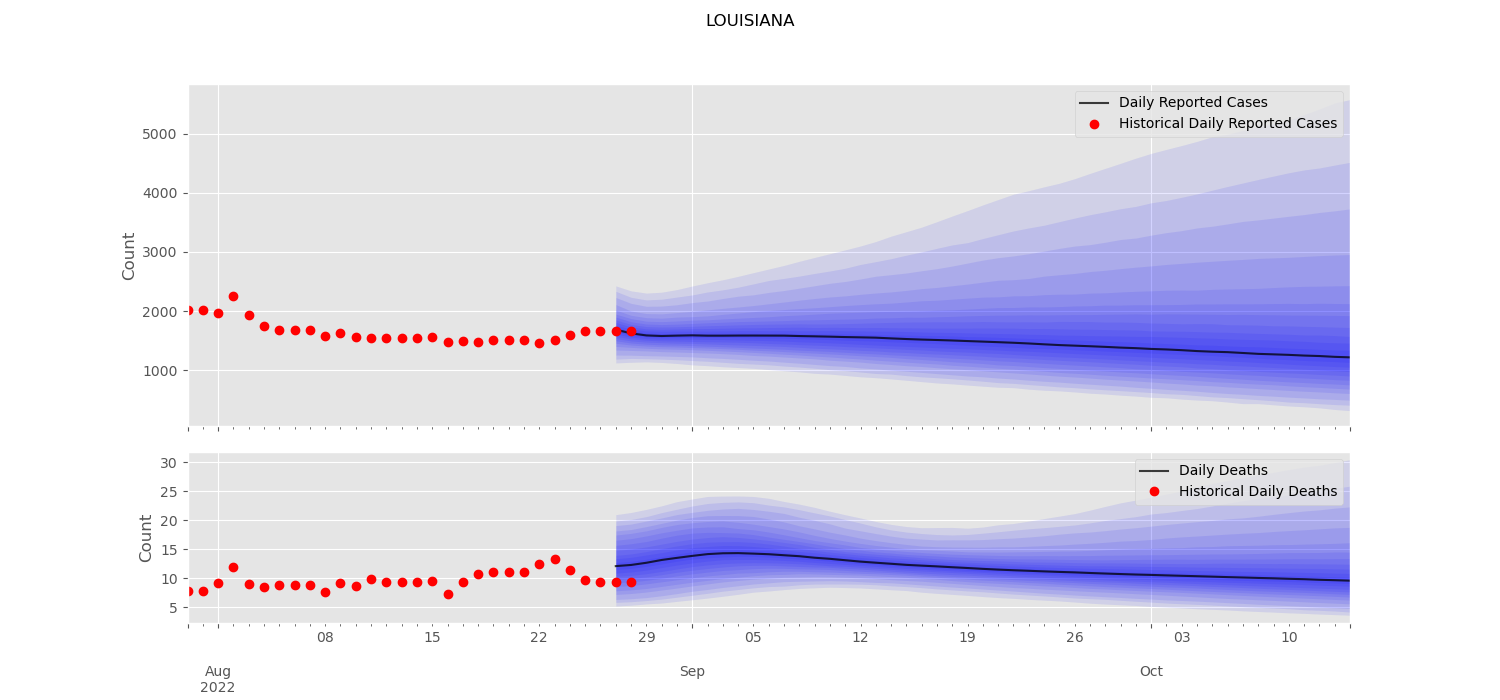 LOUISIANA
Daily Reported Cases
Historical Daily Reported Cases
5000
4000
3000
2000
1000
Count
Daily Deaths
Historical Daily Deaths
30
25
20
15
10
5
Count
08 15 22 29 05 12 19 26 03 10
Aug Sep Oct
2022